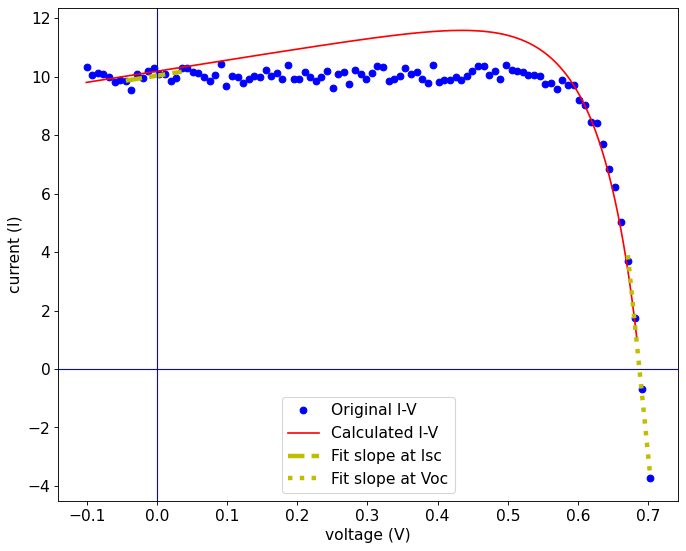 12
10
8
6
4
2
0
−2
−4
current (I)
Original I-V
Calculated I-V
Fit slope at Isc
Fit slope at Voc
−0.1 0.0 0.1 0.2 0.3 0.4 0.5 0.6 0.7
voltage (V)